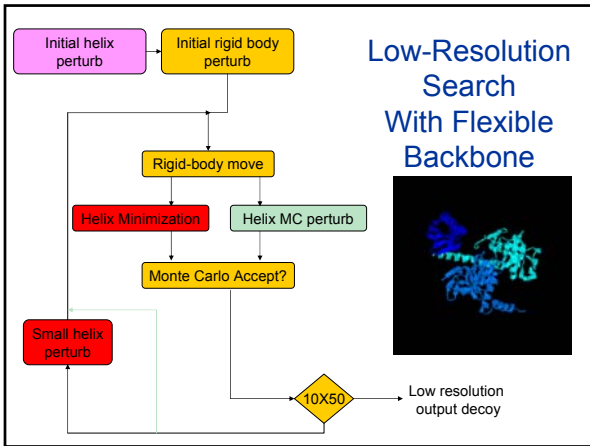 Initial helix
perturb
Initial rigid body
perturb
Low-Resolution
Search
With Flexible
Backbone
Rigid-body move
Helix Minimization
Helix MC perturb
Monte Carlo Accept?
Small helix
perturb
10X50
Low resolution
output decoy